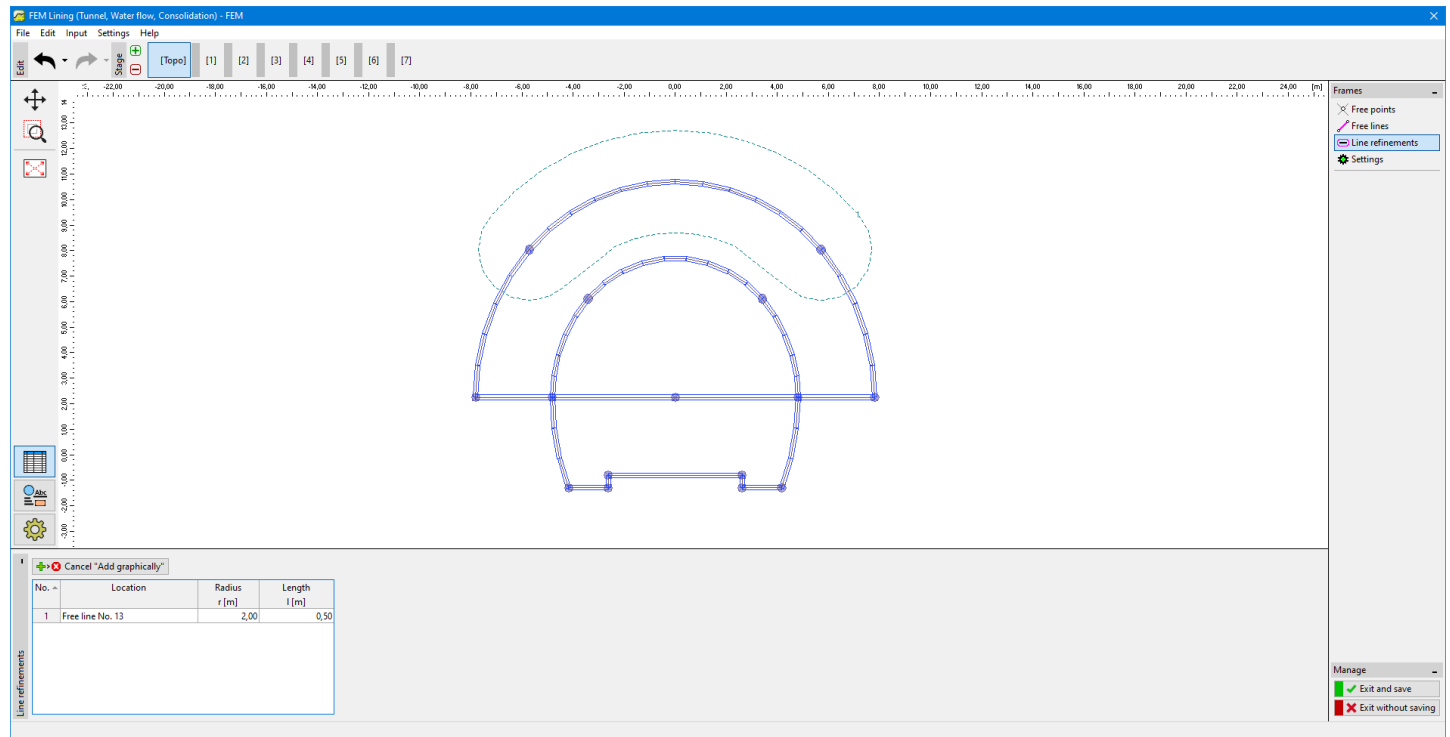 FEM Lining (Tunnel, Water flow, Consolidation) - FEM
File Edit Input Settings Help
Edit Stage [Topo] [1] [2] [3] [4] [5] [6] [7]
-22,00 -20,00 -18,00 -16,00 -14,00 -12,00 -10,00 -8,00 -6,00 -4,00 -2,00 0,00 2,00 4,00 6,00 8,00 10,00 12,00 14,00 16,00 18,00 20,00 22,00 24,00 [m]
14
13,00
12,00
11,00
10,00
9,00
8,00
7,00
6,00
5,00
4,00
3,00
2,00
1,00
0,00
-1,00
-2,00
-3,00
Abc
Frames
Free points
Free lines
Line refinements
Settings
Line refinements
Cancel "Add graphically"
No. Location Radius Length
r [m] l [m]
1 Free line No. 13 2,00 0,50
Manage
Exit and save
Exit without saving